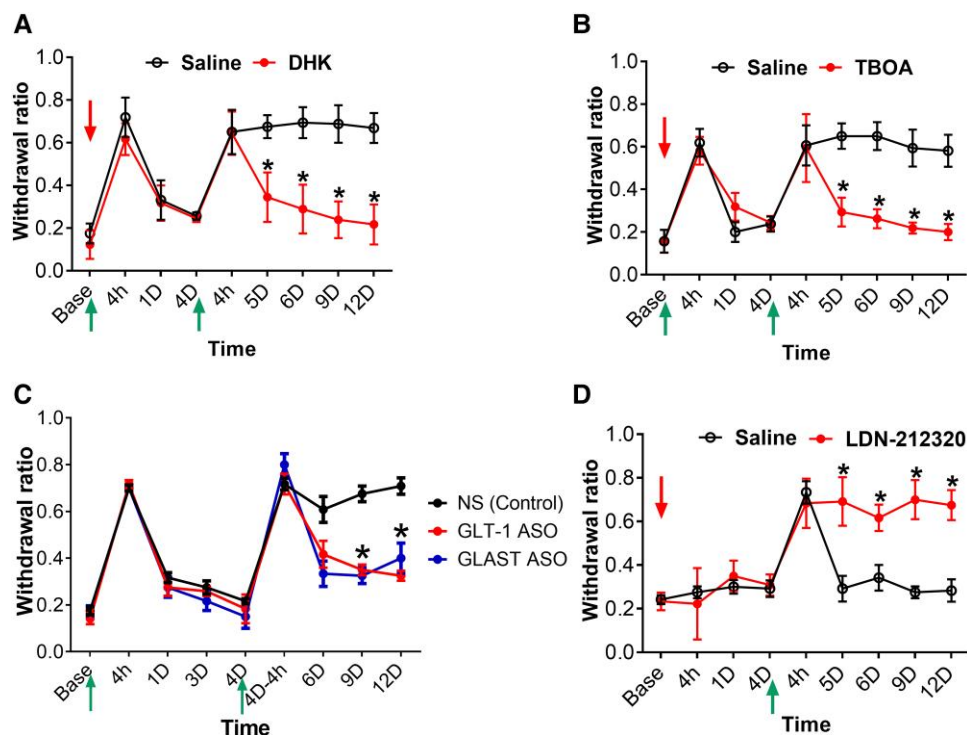 A
Saline DHK
Withdrawal ratio
1.0
0.8
0.6
0.4
0.2
0.0
* * * *
Base 4h 1D 4D 4h 5D 6D 9D 12D
Time
B
Saline TBOA
Withdrawal ratio
1.0
0.8
0.6
0.4
0.2
0.0
* * * *
Base 4h 1D 4D 4h 5D 6D 9D 12D
Time
C
Withdrawal ratio
1.0
0.8
0.6
0.4
0.2
0.0
* *
NS (Control)
GLT-1 ASO
GLAST ASO
Base 4h 1D 3D 4D 4D-4h 6D 9D 12D
Time
D
Saline LDN-212320
Withdrawal ratio
1.0
0.8
0.6
0.4
0.2
0.0
* * * *
Base 4h 1D 4D 4h 5D 6D 9D 12D
Time